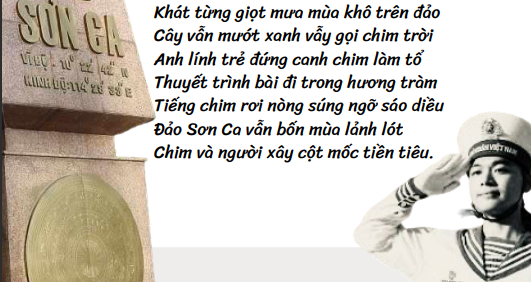 SƠN CA
VĨ ĐỘ: 10° 22' 42" N
KINH ĐỘ: 114° 28' 33" E
Khát từng giọt mưa mùa khô trên đảo
Cây vẫn mướt xanh vẫy gọi chim trời
Anh lính trẻ đứng canh chim làm tổ
Thuyết trình bài đi trong hương tràm
Tiếng chim rơi nòng súng ngỡ sáo diều
Đảo Sơn Ca vẫn bốn mùa lảnh lót
Chim và người xây cột mốc tiền tiêu.
QUÂN VIỆT NAM